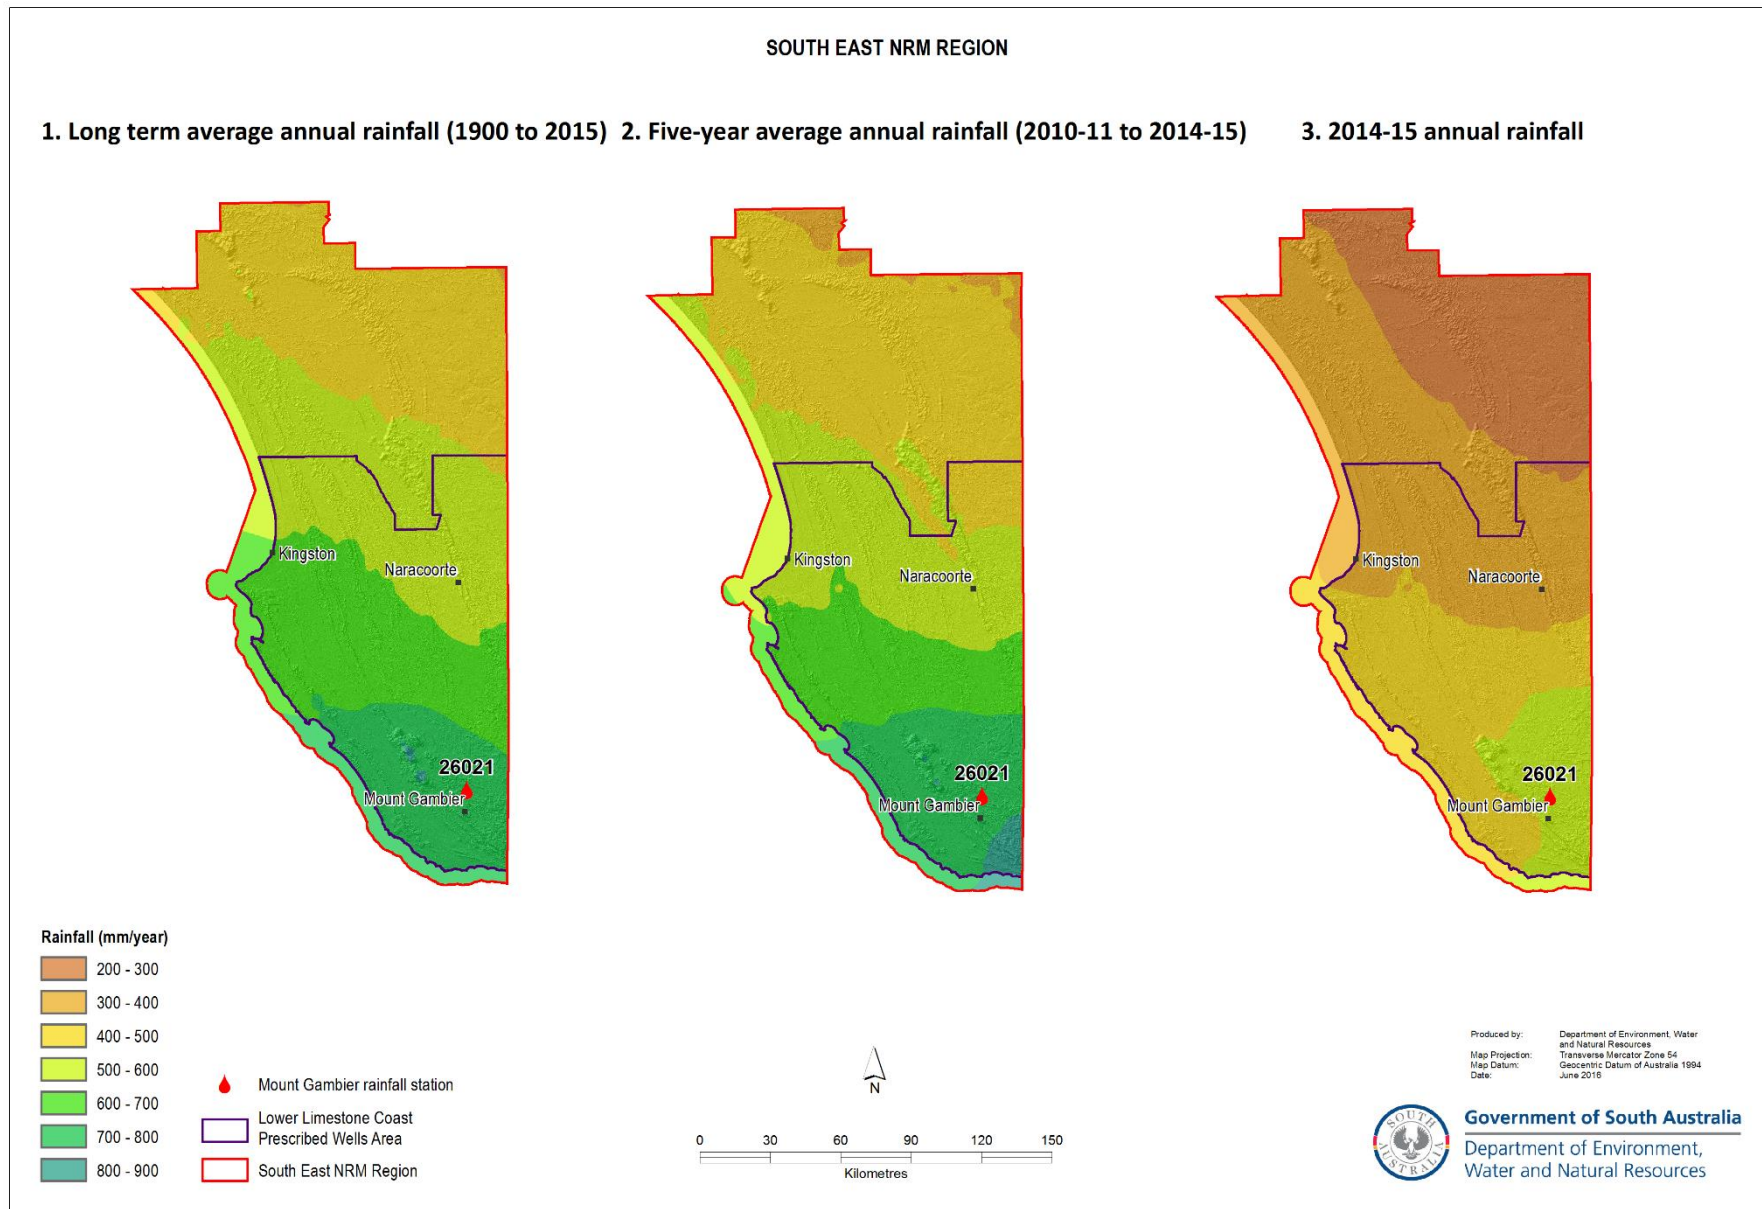 SOUTH EAST NRM REGION
1. Long term average annual rainfall (1900 to 2015)
2. Five-year average annual rainfall (2010-11 to 2014-15)
3. 2014-15 annual rainfall
Kingston
Naracoorte
26021
Mount Gambier
Kingston
Naracoorte
26021
Mount Gambier
Kingston
Naracoorte
26021
Mount Gambier
Rainfall (mm/year)
200 - 300
300 - 400
400 - 500
500 - 600
600 - 700
700 - 800
800 - 900
Mount Gambier rainfall station
Lower Limestone Coast
Prescribed Wells Area
South East NRM Region
N
0 30 60 90 120 150
Kilometres
Produced by: Department of Environment, Water
and Natural Resources
Map Projection: Transverse Mercator Zone 54
Map Datum: Geocentric Datum of Australia 1994
Date: June 2016
SOUTH
AUSTRALIA
Government of South Australia
Department of Environment,
Water and Natural Resources